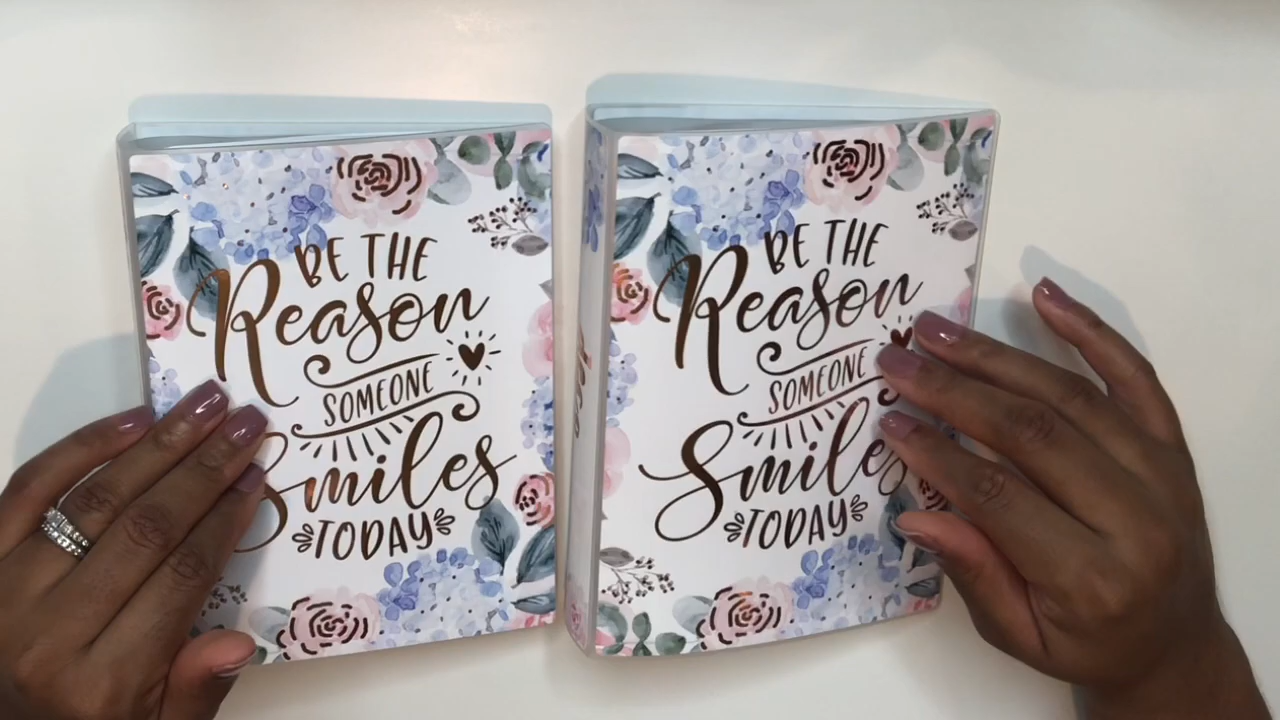 BE THE
Reason
SOMEONE
Smiles
TODAY
BE THE
Reason
SOMEONE
Smiles
TODAY